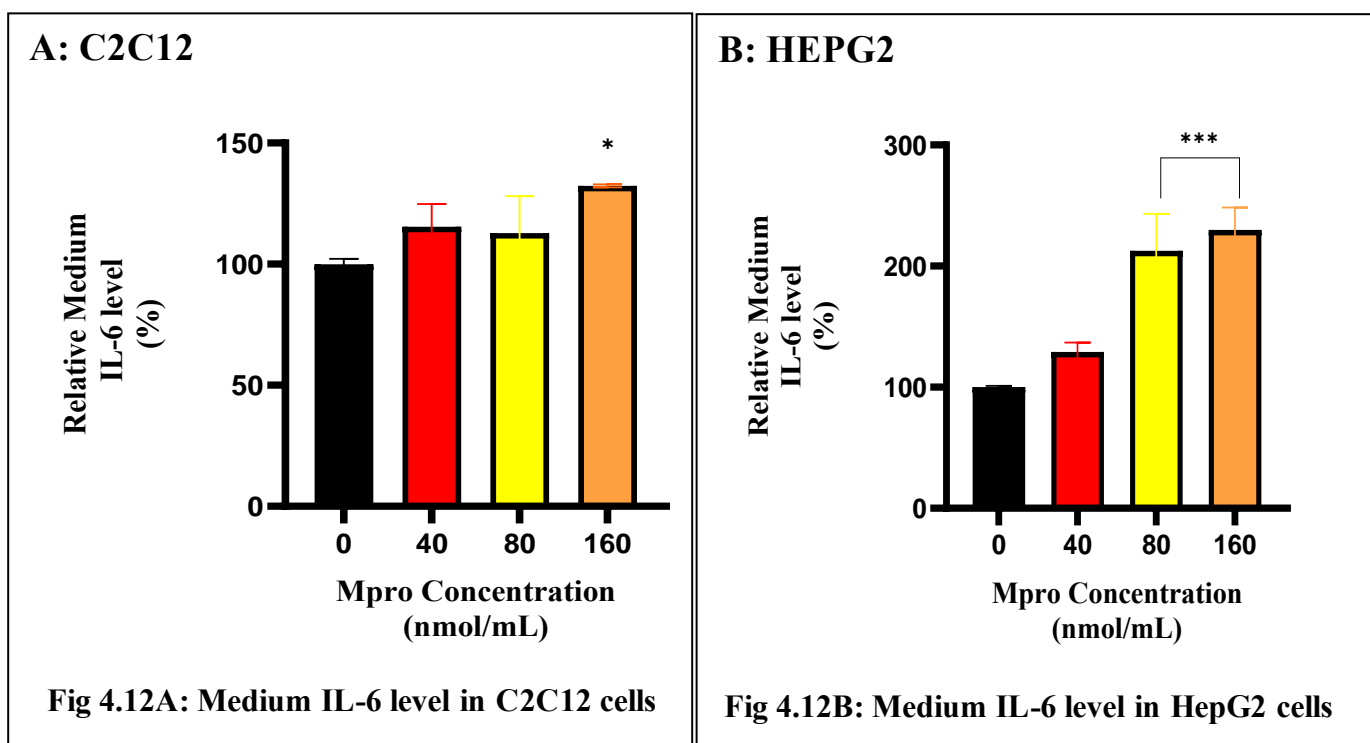 A: C2C12
*
150
100
50
0
Relative Medium
IL-6 level
(%)
0 40 80 160
Mpro Concentration
(nmol/mL)
Fig 4.12A: Medium IL-6 level in C2C12 cells
B: HEPG2
***
300
200
100
0
Relative Medium
IL-6 level
(%)
0 40 80 160
Mpro Concentration
(nmol/mL)
Fig 4.12B: Medium IL-6 level in HepG2 cells